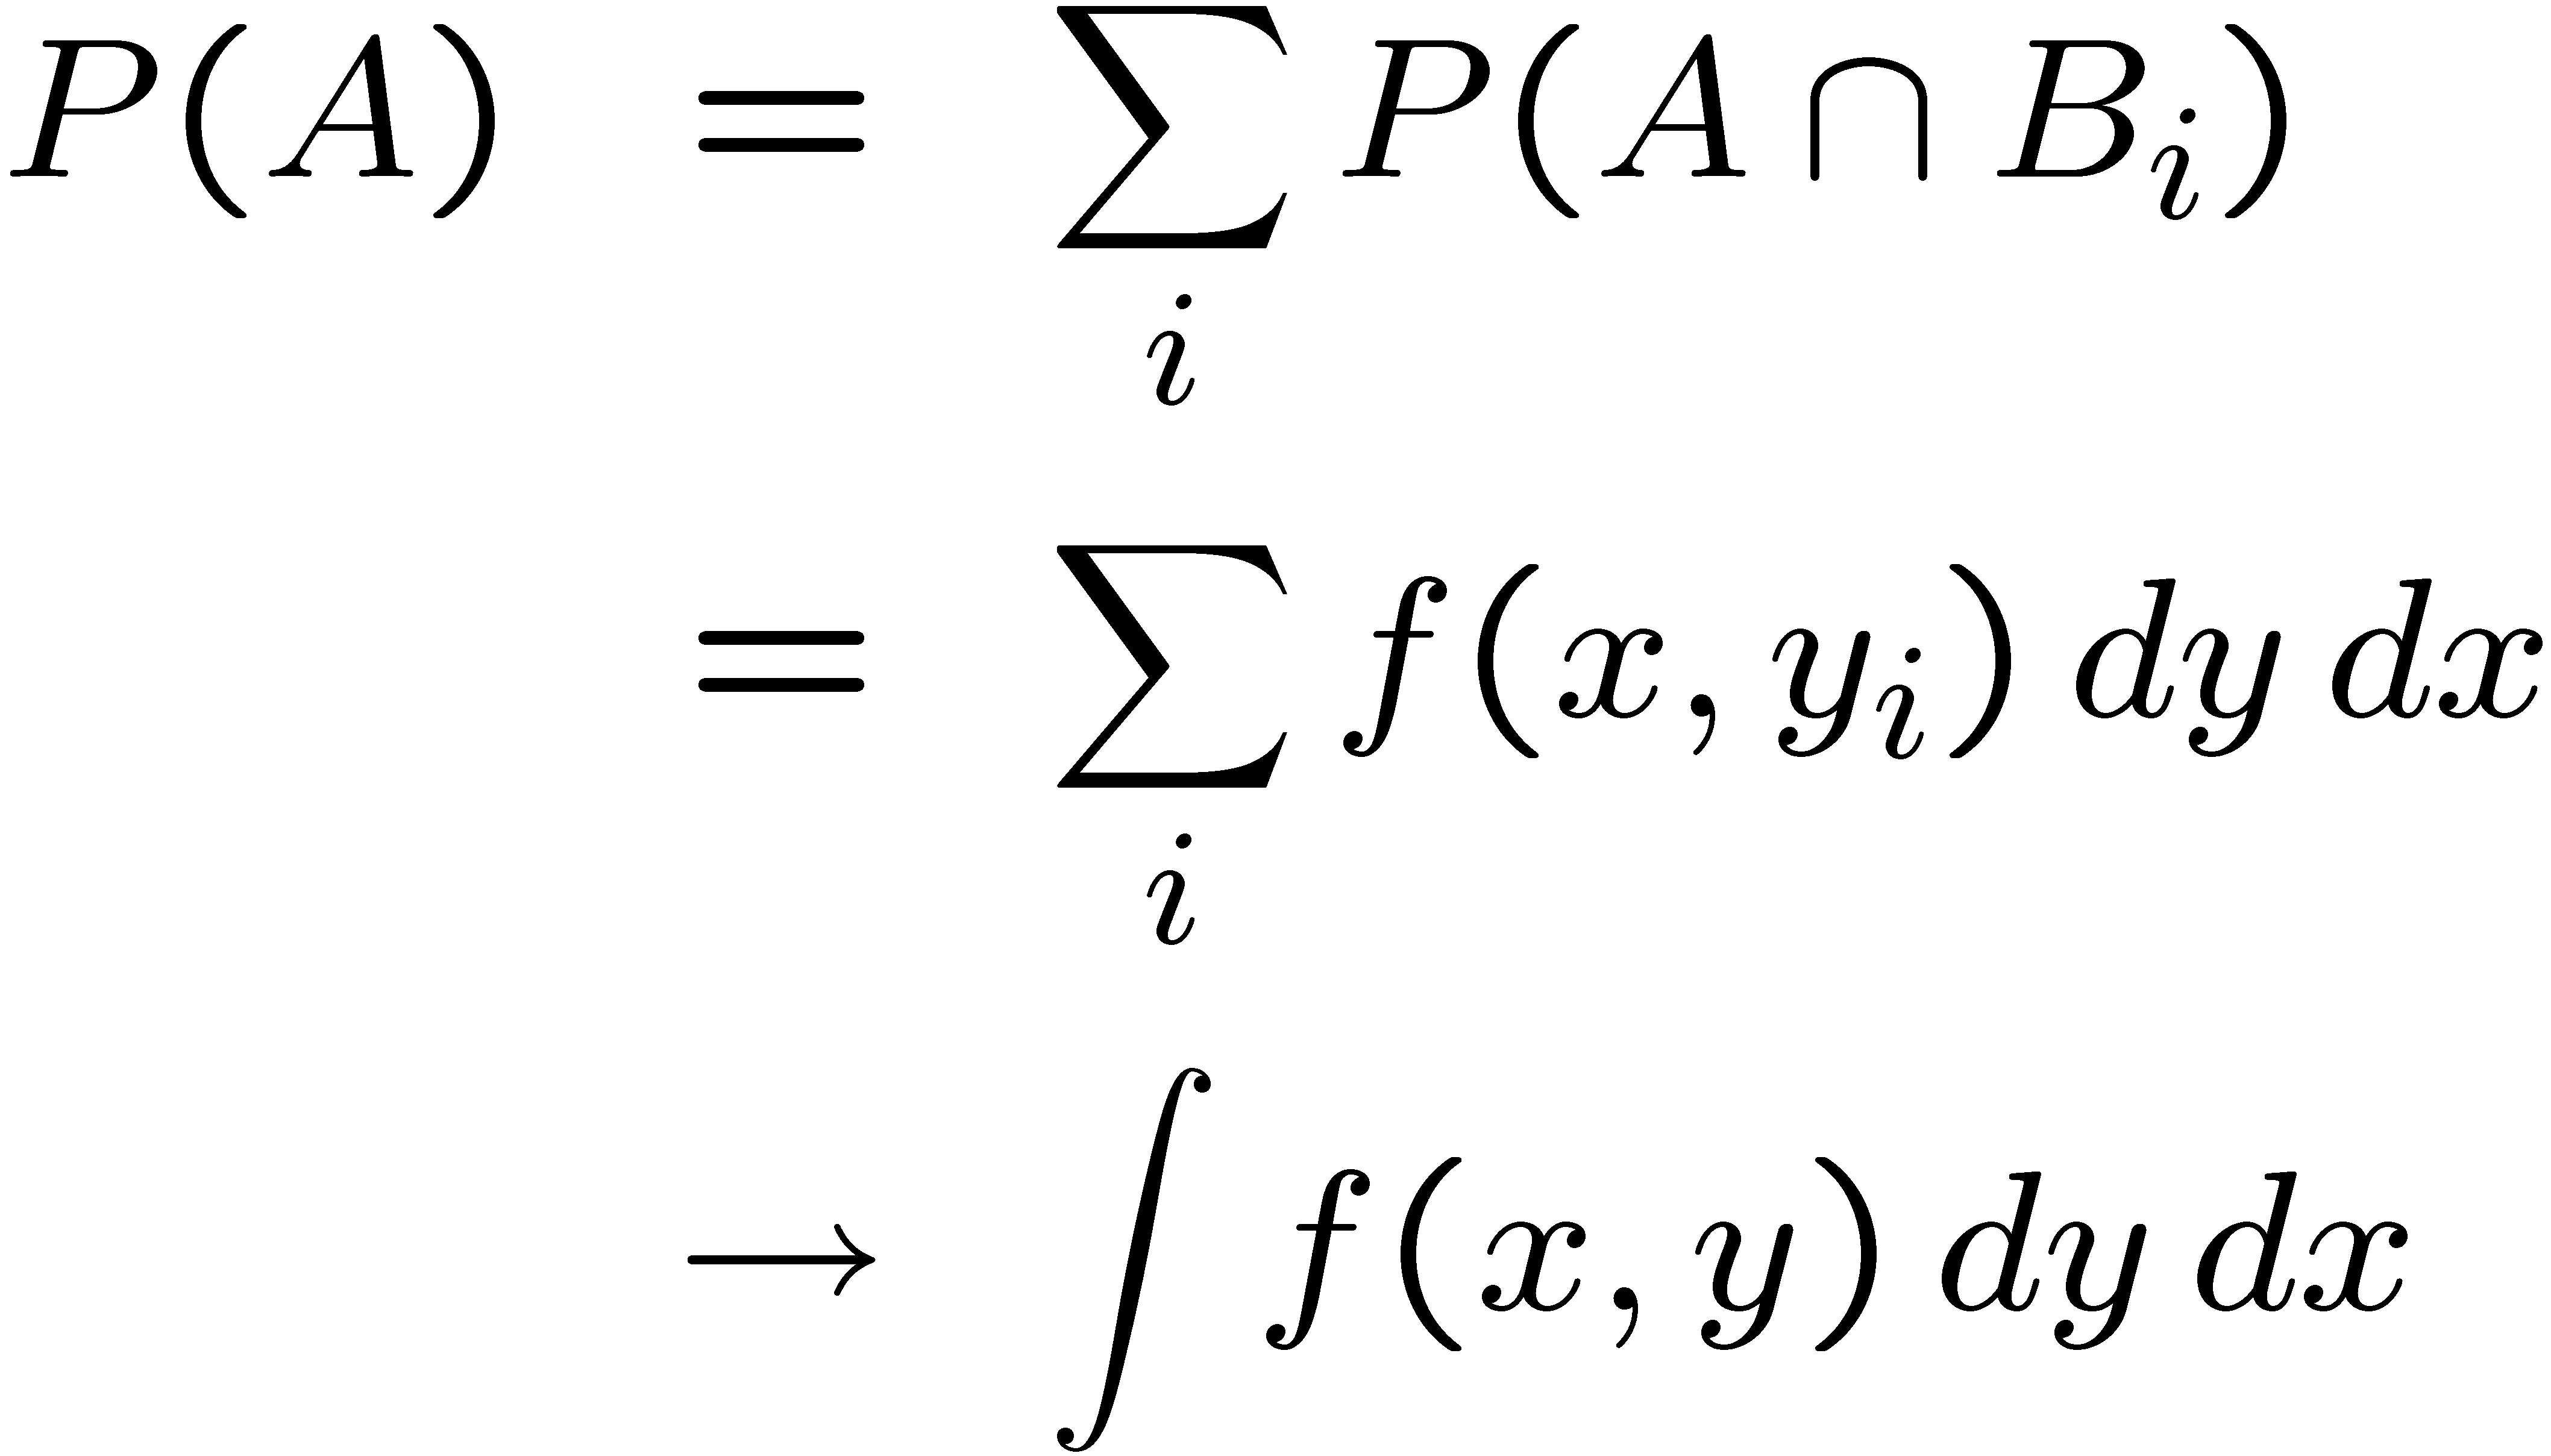 P(A) = ∑_i P(A ∩ B_i)
= ∑_i f(x, y_i) dy dx
→ ∫ f(x, y) dy dx